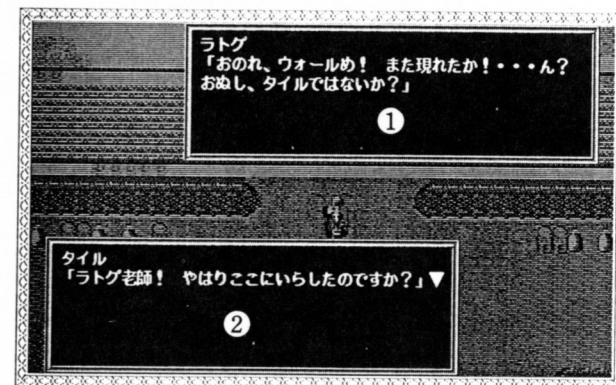 ラトグ
「おのれ、ウォールめ！　また現れたか！・・・ん？
おぬし、タイルではないか？」
❶
タイル
「ラトグ老師！　やはりここにいらしたのですか？」▼
❷